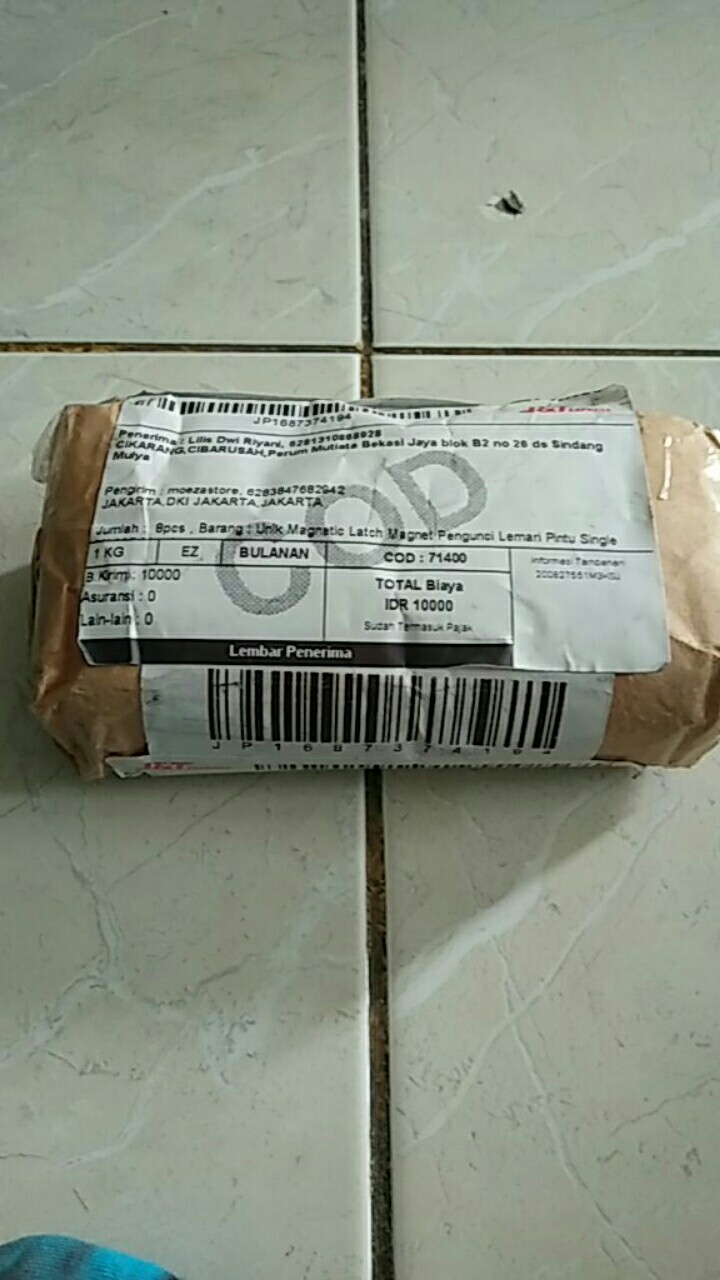 JP1687374194
Penerima : Lilis Dwi Riyani, 6281310868928
CIKARANG,CIBARUSAH,Perum Mutiata Bekasi Jaya blok B2 no 26 ds Sindang
Mulya
Pengirim : moezastore, 6283847682942
JAKARTA,DKI JAKARTA,JAKARTA
Jumlah : 8pcs , Barang : Unik Magnetic Latch Magnet Pengunci Lemari Pintu Single
COD
1 KG EZ BULANAN COD : 71400
B.Kirim : 10000
Asuransi : 0
Lain-lain : 0
TOTAL Biaya
IDR 10000
Sudah Termasuk Pajak
Informasi Tambahan
Lembar Penerima
JP1687374194